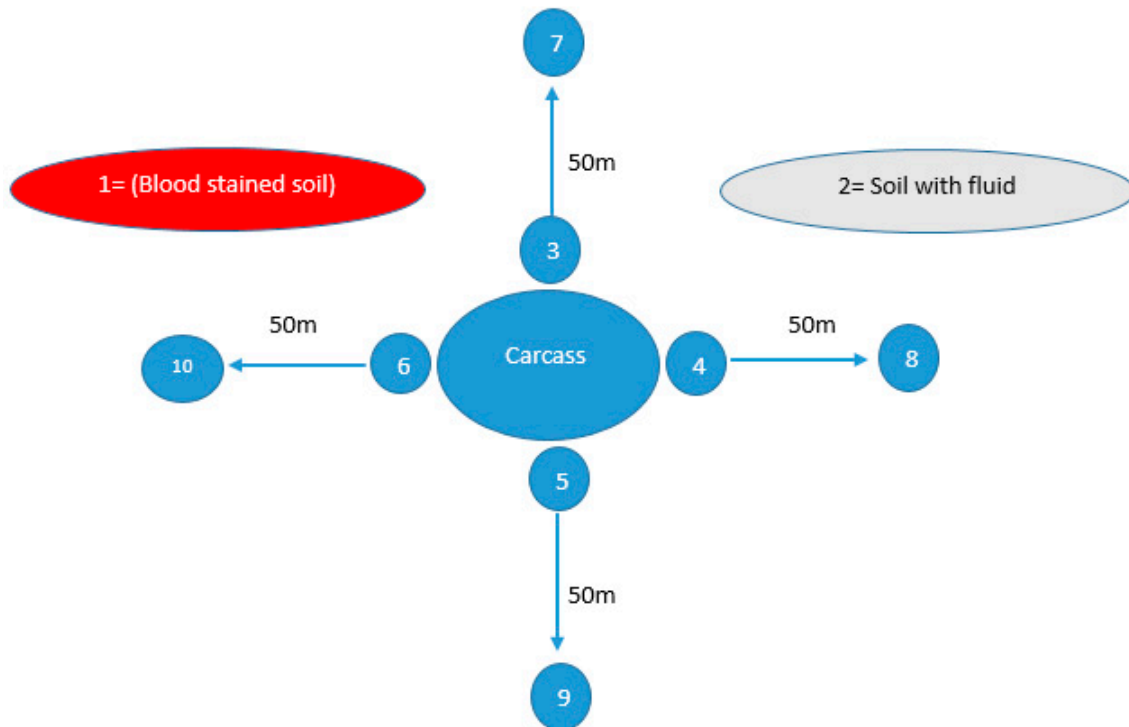 7
50m
1= (Blood stained soil)
2= Soil with fluid
3
50m
50m
Carcass
10
6
4
8
5
50m
9